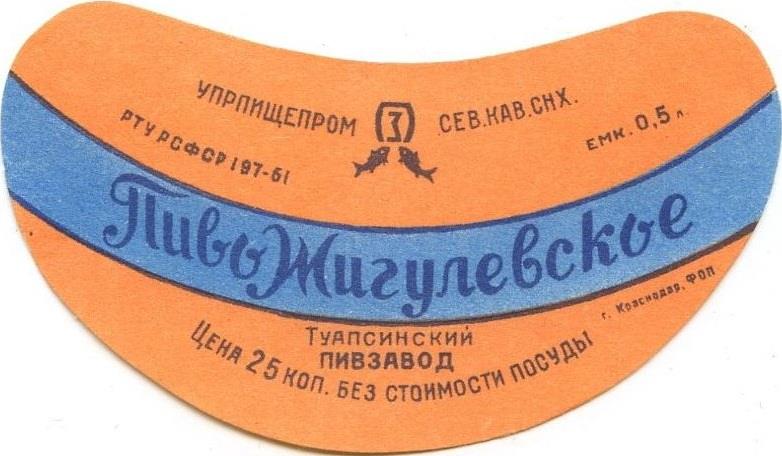 УПРПИЩЕПРОМ З СЕВ.КАВ.СНХ.
РТУ РСФСР 197-61 ЕМК. 0,5 л.
Пиво Жигулевское
Туапсинский
ПИВЗАВОД
ЦЕНА 25 КОП. БЕЗ СТОИМОСТИ ПОСУДЫ
г. Краснодар, ФОП